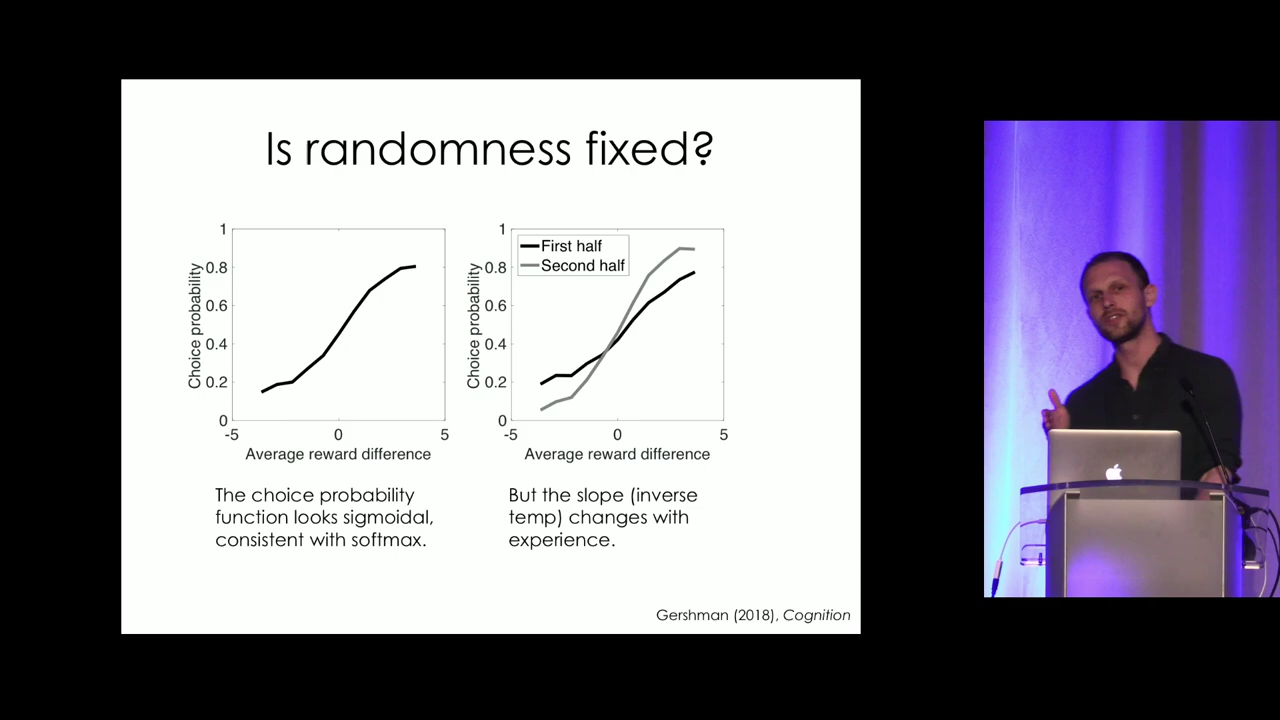 Is randomness fixed?
1
0.8
0.6
0.4
0.2
0
-5
0
5
Choice probability
Average reward difference
1
0.8
0.6
0.4
0.2
0
-5
0
5
Choice probability
Average reward difference
First half
Second half
The choice probability
function looks sigmoidal,
consistent with softmax.
But the slope (inverse
temp) changes with
experience.
Gershman (2018), Cognition